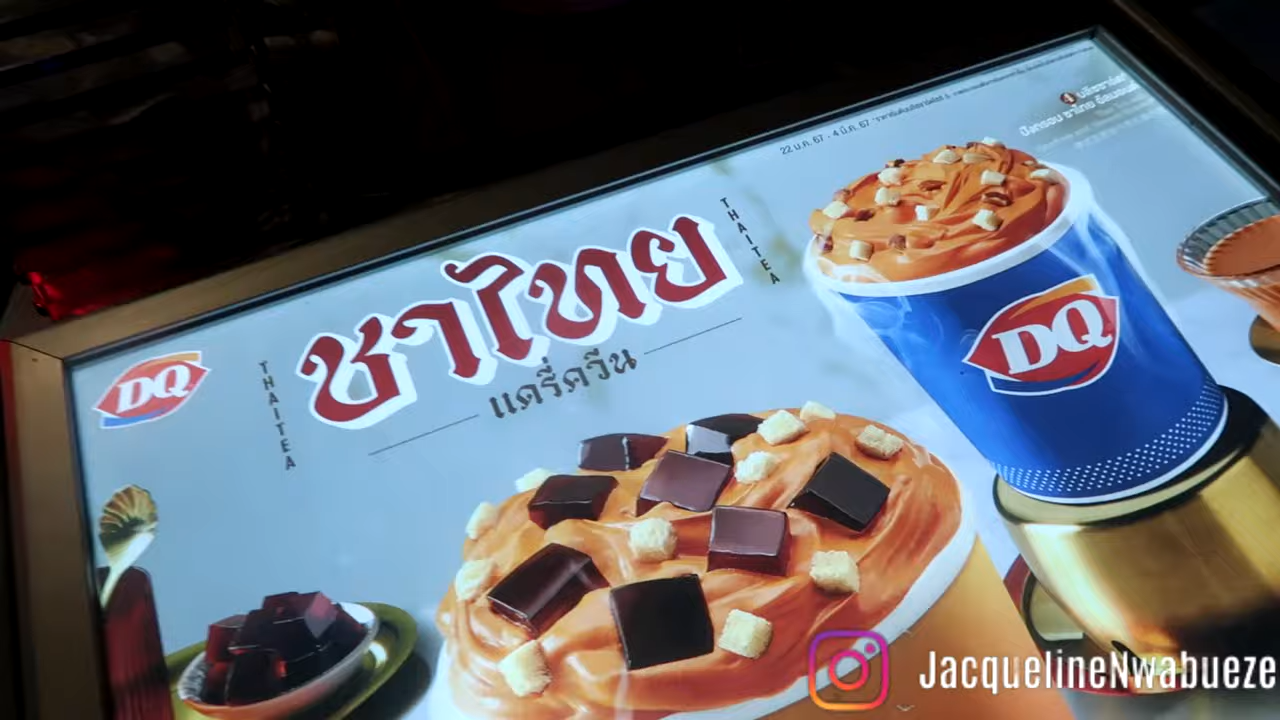 22 ม.ค. 67 - 4 มี.ค. 67
DQ
THAI TEA
ชาไทย
THAI TEA
แดรี่ควีน
DQ
JacquelineNwabueze